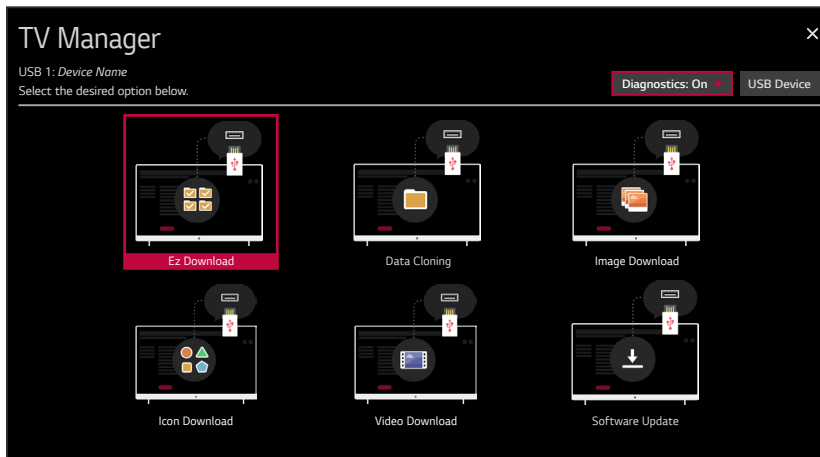 TV Manager
USB 1: Device Name
Select the desired option below.
Diagnostics: On
USB Device
Ez Download
Data Cloning
Image Download
Icon Download
Video Download
Software Update